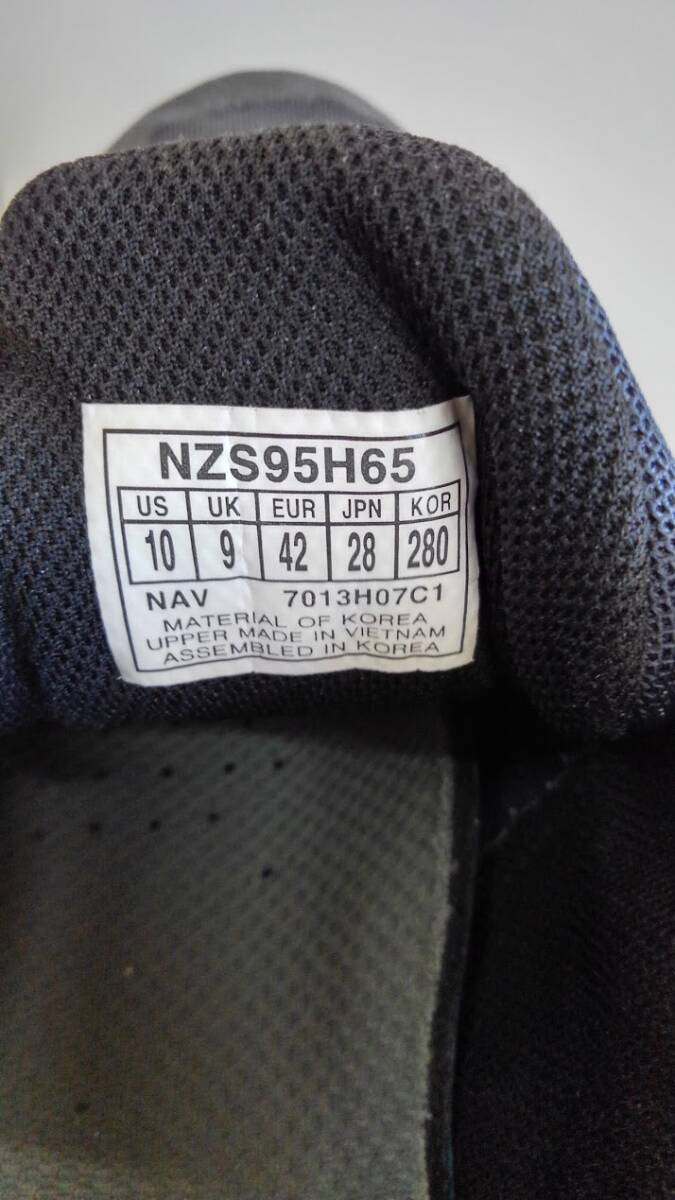 NZS95H65
US UK EUR JPN KOR
10 9 42 28 280
NAV 7013H07C1
MATERIAL OF KOREA
UPPER MADE IN VIETNAM
ASSEMBLED IN KOREA